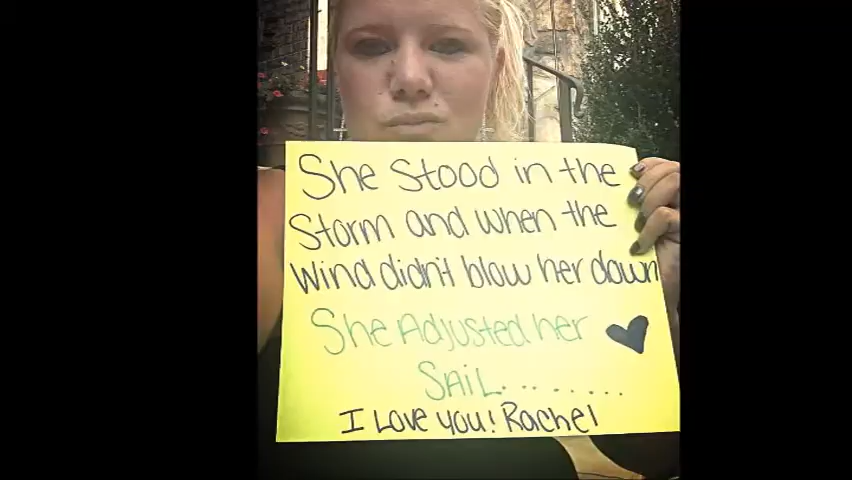 She Stood in the
Storm and when the
Wind didn't blow her down
She Adjusted her
SAiL.........
I Love you! Rachel